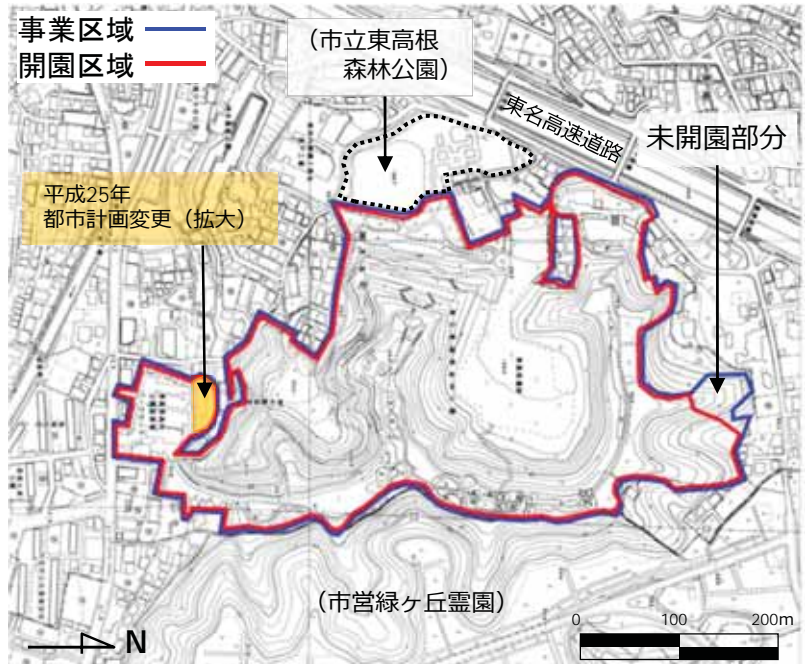 事業区域
開園区域
(市立東高根
森林公園)
東名高速道路
未開園部分
平成25年
都市計画変更(拡大)
(市営緑ヶ丘霊園)
N
0 100 200m